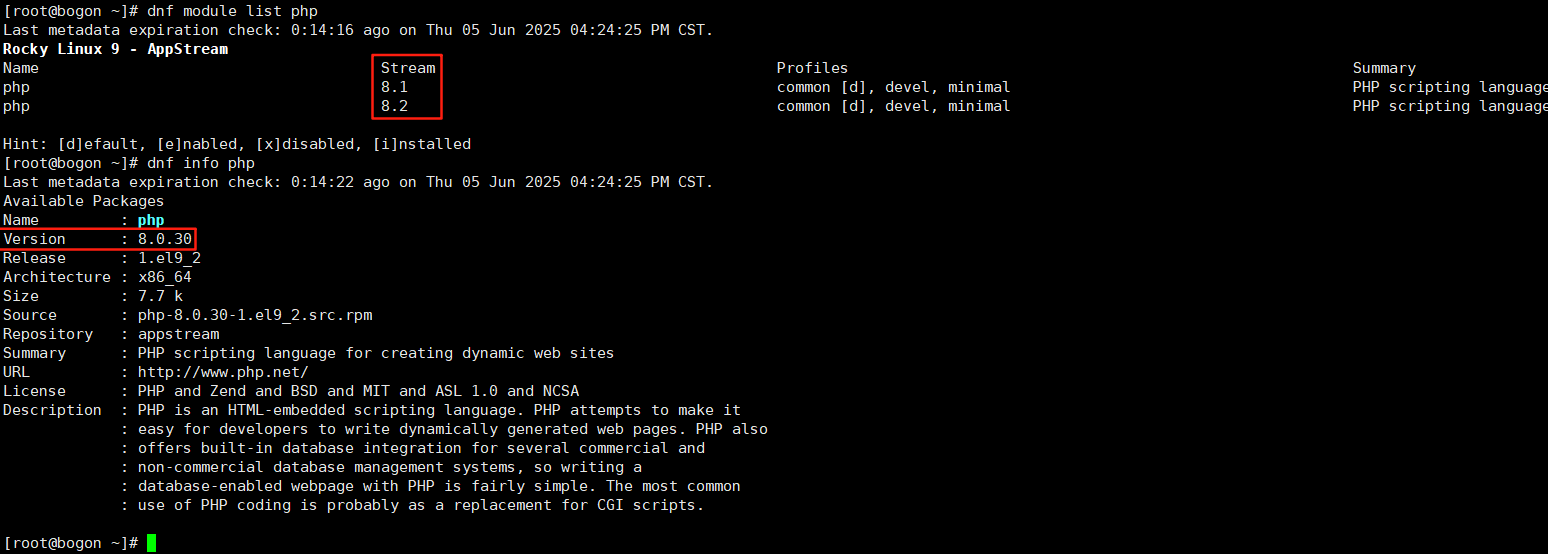 [root@bogon ~]# dnf module list php
Last metadata expiration check: 0:14:16 ago on Thu 05 Jun 2025 04:24:25 PM CST.
Rocky Linux 9 - AppStream
Name Stream Profiles Summary
php 8.1 common [d], devel, minimal PHP scripting language
php 8.2 common [d], devel, minimal PHP scripting language

Hint: [d]efault, [e]nabled, [x]disabled, [i]nstalled
[root@bogon ~]# dnf info php
Last metadata expiration check: 0:14:22 ago on Thu 05 Jun 2025 04:24:25 PM CST.
Available Packages
Name : php
Version : 8.0.30
Release : 1.el9_2
Architecture : x86_64
Size : 7.7 k
Source : php-8.0.30-1.el9_2.src.rpm
Repository : appstream
Summary : PHP scripting language for creating dynamic web sites
URL : http://www.php.net/
License : PHP and Zend and BSD and MIT and ASL 1.0 and NCSA
Description : PHP is an HTML-embedded scripting language. PHP attempts to make it
: easy for developers to write dynamically generated web pages. PHP also
: offers built-in database integration for several commercial and
: non-commercial database management systems, so writing a
: database-enabled webpage with PHP is fairly simple. The most common
: use of PHP coding is probably as a replacement for CGI scripts.

[root@bogon ~]#